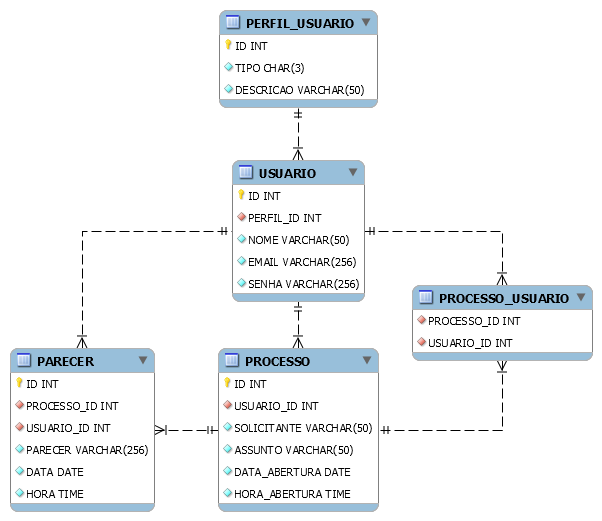 PERFIL_USUARIO
ID INT
TIPO CHAR(3)
DESCRICAO VARCHAR(50)
USUARIO
ID INT
PERFIL_ID INT
NOME VARCHAR(50)
EMAIL VARCHAR(256)
SENHA VARCHAR(256)
PROCESSO_USUARIO
PROCESSO_ID INT
USUARIO_ID INT
PARECER
ID INT
PROCESSO_ID INT
USUARIO_ID INT
PARECER VARCHAR(256)
DATA DATE
HORA TIME
PROCESSO
ID INT
USUARIO_ID INT
SOLICITANTE VARCHAR(50)
ASSUNTO VARCHAR(50)
DATA_ABERTURA DATE
HORA_ABERTURA TIME